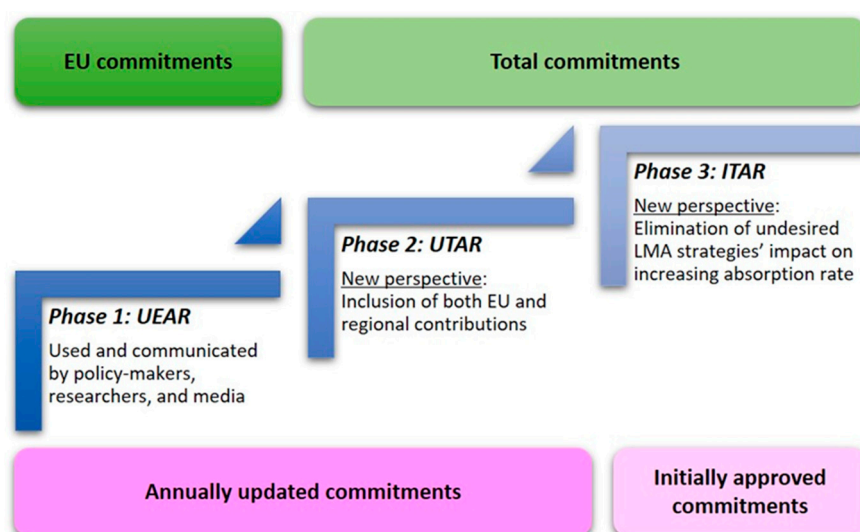 EU commitments
Total commitments
Phase 1: UEAR
Used and communicated
by policy-makers,
researchers, and media
Phase 2: UTAR
New perspective:
Inclusion of both EU and
regional contributions
Phase 3: ITAR
New perspective:
Elimination of undesired
LMA strategies’ impact on
increasing absorption rate
Annually updated commitments
Initially approved
commitments